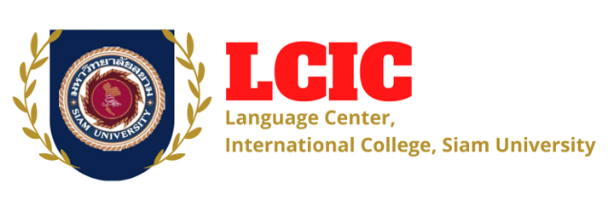 มหาวิทยาลัยสยาม
SIAM UNIVERSITY
LCIC
Language Center,
International College, Siam University